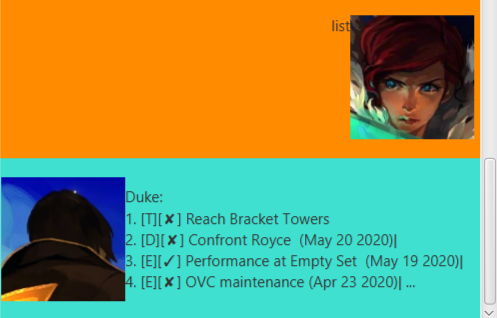 list
Duke:
1. [T][✘] Reach Bracket Towers
2. [D][✘] Confront Royce  (May 20 2020)|
3. [E][✓] Performance at Empty Set  (May 19 2020)|
4. [E][✘] OVC maintenance (Apr 23 2020)| ...